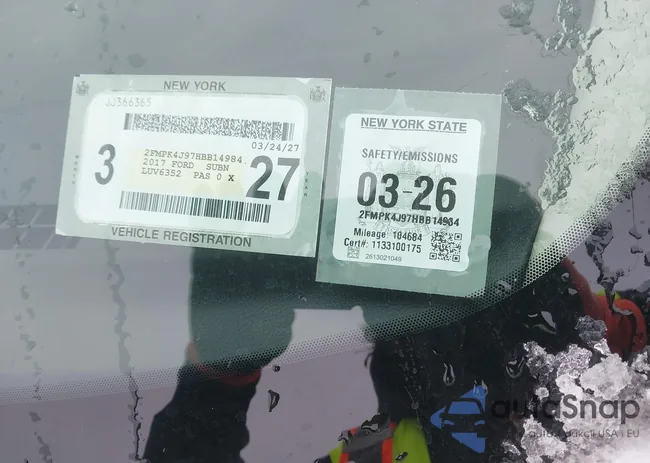 NEW YORK
JJ366365
03/24/27
3
2FMPK4J97HBB14984
2017 FORD SUBN
LUV6352 PAS 0 X
27
VEHICLE REGISTRATION
NEW YORK STATE
SAFETY/EMISSIONS
03-26
2FMPK4J97HBB14984
Mileage 104684
Cert#: 1133100175
2613021049
autoSnap